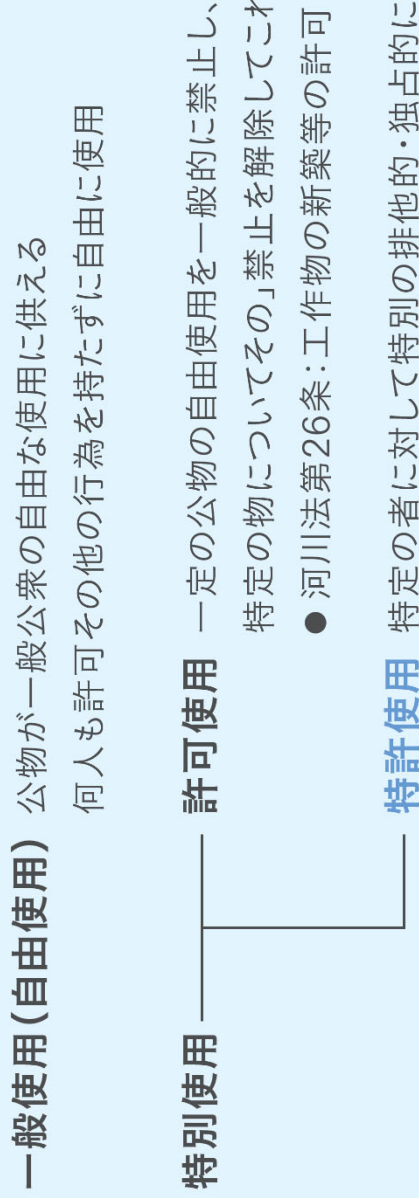 一般使用(自由使用)
公物が一般公衆の自由な使用に供える
何人も許可その他の行為を持たずに自由に使用
特別使用
許可使用
一定の公物の自由使用を一般的に禁止し、
特定の物についてその」禁止を解除してこれ
● 河川法第26条：工作物の新築等の許可
特許使用
特定の者に対して特別の排他的・独占的に